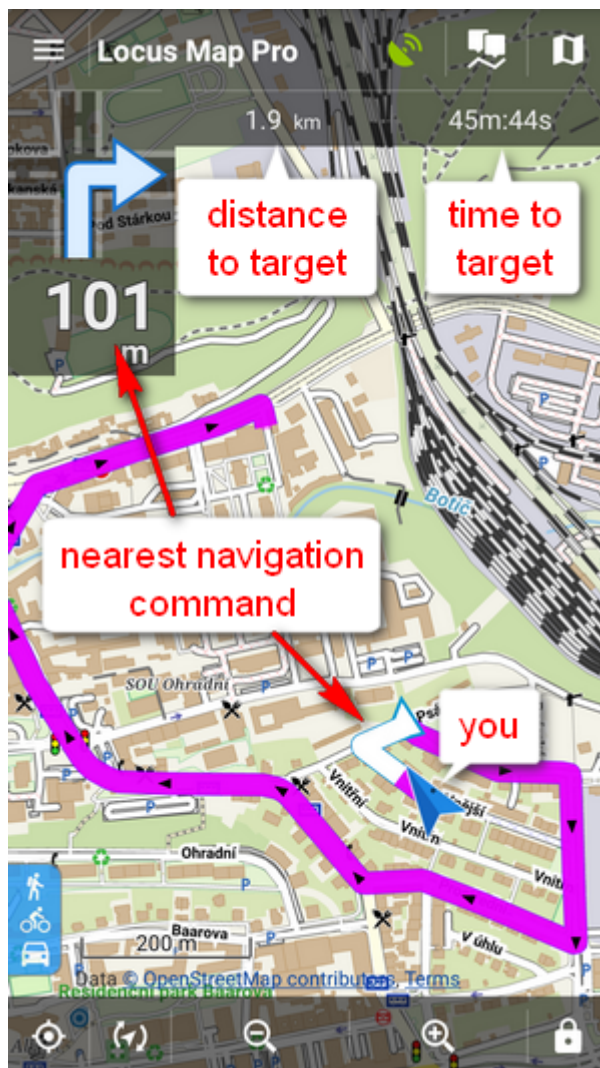 Locus Map Pro
1.9 km
45m:44s
distance
to target
time to
target
Pod Stárkou
101
m
P
P
P
Botič
nearest navigation
command
P
SOU Ohradní
P
you
Vnitřní
Ohradní
P
V úhlu
Baarova
200 m
Data © OpenStreetMap contributors, Terms
Residenční park Baarova